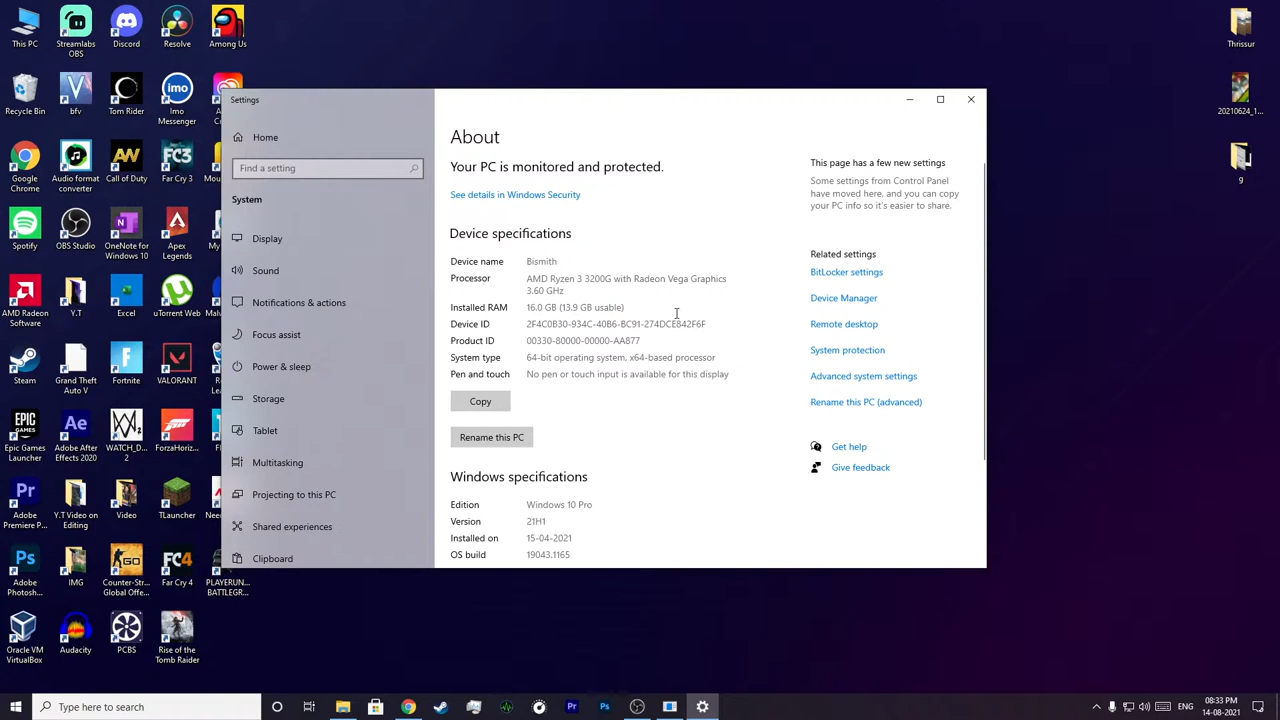 This PC
Streamlabs
OBS
Discord
Resolve
Among Us
Thrissur
Recycle Bin
bfv
Tom Rider
Imo
Messenger
20210624_1...
Google
Chrome
Audio format
converter
Call of Duty
Far Cry 3
g
Spotify
OBS Studio
OneNote for
Windows 10
Apex
Legends
AMD Radeon
Software
Y.T
Excel
uTorrent Web
Steam
Grand Theft
Auto V
Fortnite
VALORANT
Epic Games
Launcher
Adobe After
Effects 2020
WATCH_D...
2
ForzaHorizo...
Adobe
Premiere P...
Y.T Video on
Editing
Video
TLauncher
Adobe
Photosh...
IMG
Counter-Str...
Global Offe...
Far Cry 4
PLAYERUN...
BATTLEGR...
Oracle VM
VirtualBox
Audacity
PCBS
Rise of the
Tomb Raider
Settings
Home
Find a setting
System
Display
Sound
Notifications & actions
Focus assist
Power & sleep
Storage
Tablet
Multitasking
Projecting to this PC
Shared experiences
Clipboard
About
Your PC is monitored and protected.
See details in Windows Security
Device specifications
Device name Bismith
Processor AMD Ryzen 3 3200G with Radeon Vega Graphics
3.60 GHz
Installed RAM 16.0 GB (13.9 GB usable)
Device ID 2F4C0B30-934C-40B6-BC91-274DCE842F6F
Product ID 00330-80000-00000-AA877
System type 64-bit operating system, x64-based processor
Pen and touch No pen or touch input is available for this display
Copy
Rename this PC
Windows specifications
Edition Windows 10 Pro
Version 21H1
Installed on 15-04-2021
OS build 19043.1165
This page has a few new settings
Some settings from Control Panel
have moved here, and you can copy
your PC info so it's easier to share.
Related settings
BitLocker settings
Device Manager
Remote desktop
System protection
Advanced system settings
Rename this PC (advanced)
Get help
Give feedback
Type here to search
ENG
08:33 PM
14-08-2021